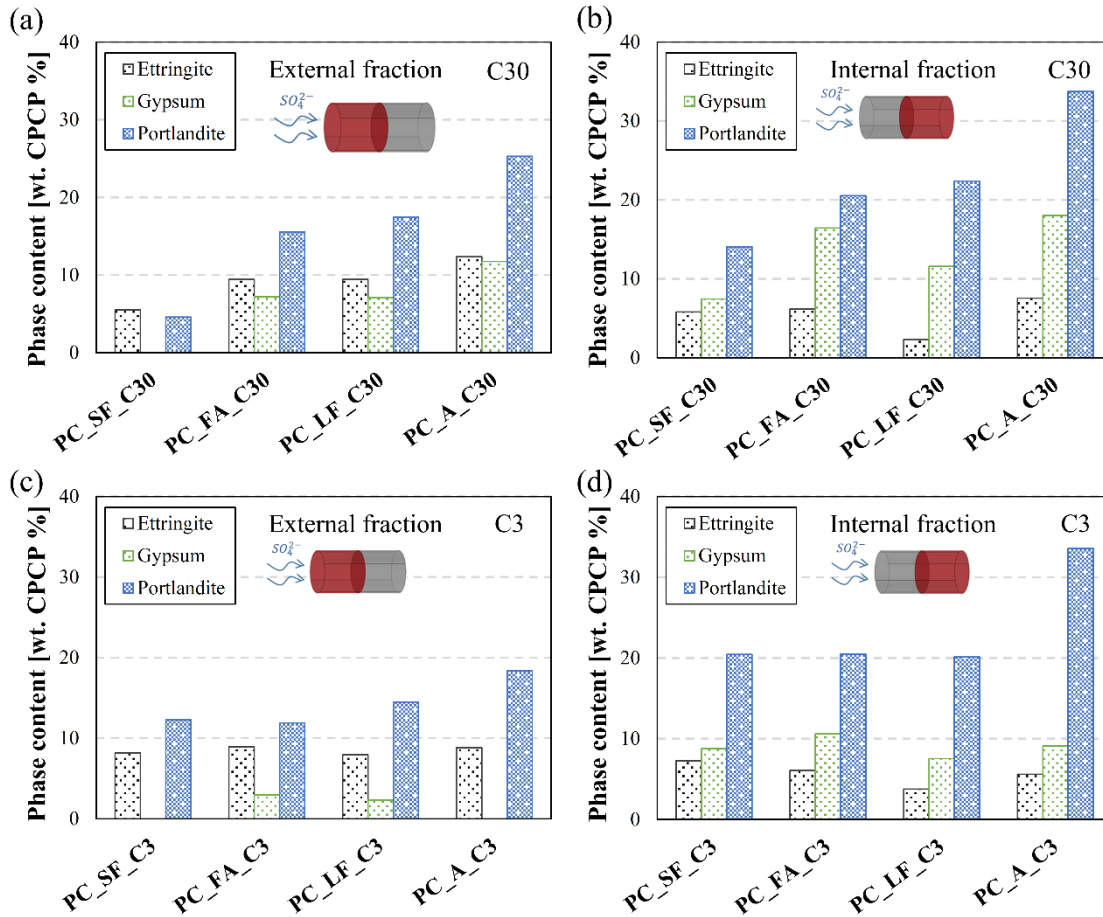 (a)
Phase content [wt. CPCP %]
40
30
20
10
0
Ettringite
Gypsum
Portlandite
External fraction
C30
SO₄²⁻
PC_SF_C30
PC_FA_C30
PC_LF_C30
PC_A_C30
(b)
Phase content [wt. CPCP %]
40
30
20
10
0
Ettringite
Gypsum
Portlandite
Internal fraction
C30
SO₄²⁻
PC_SF_C30
PC_FA_C30
PC_LF_C30
PC_A_C30
(c)
Phase content [wt. CPCP %]
40
30
20
10
0
Ettringite
Gypsum
Portlandite
External fraction
C3
SO₄²⁻
PC_SF_C3
PC_FA_C3
PC_LF_C3
PC_A_C3
(d)
Phase content [wt. CPCP %]
40
30
20
10
0
Ettringite
Gypsum
Portlandite
Internal fraction
C3
SO₄²⁻
PC_SF_C3
PC_FA_C3
PC_LF_C3
PC_A_C3